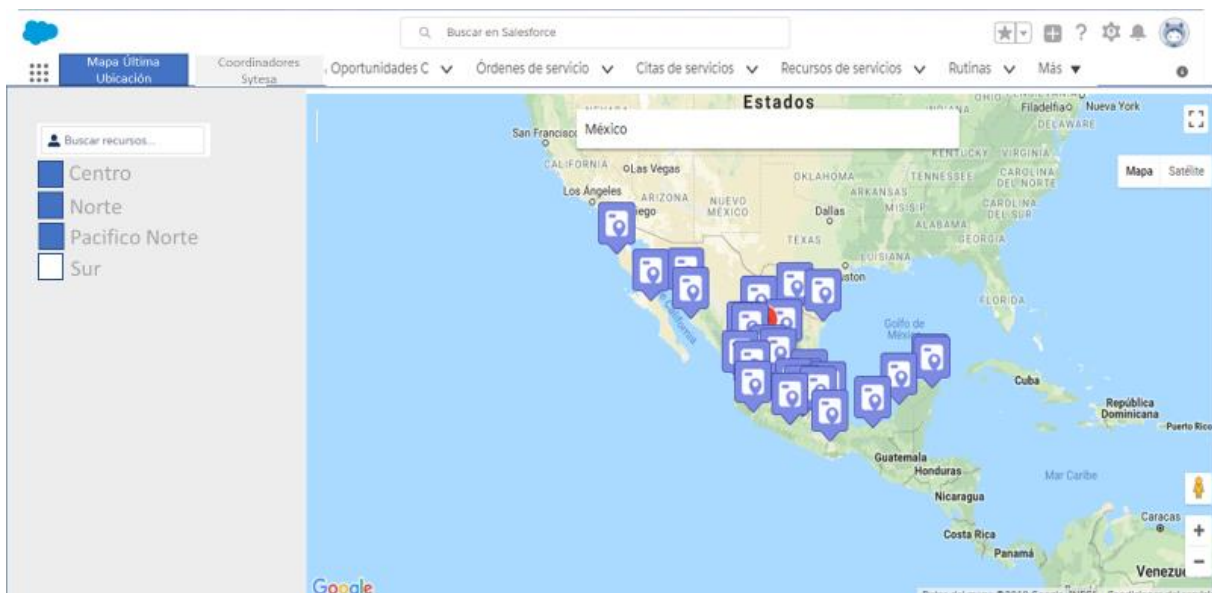 Buscar en Salesforce
Mapa Última
Ubicación
Coordinadores
Sytesa
Oportunidades C
Órdenes de servicio
Citas de servicios
Recursos de servicios
Rutinas
Más
Buscar recursos...
Centro
Norte
Pacifico Norte
Sur
Estados
México
San Francisco
CALIFORNIA
Las Vegas
Los Ángeles
ARIZONA
NUEVO
MÉXICO
OKLAHOMA
ARKANSAS
Dallas
MISISIP
TEXAS
LUISIANA
ALABAMA
GEORGIA
TENNESSEE
KENTUCKY
VIRGINIA
CAROLINA
DEL NORTE
CAROLINA
DEL SUR
OHIO
Filadelfia
Nueva York
DELAWARE
Mapa
Satélite
FLORIDA
Golfo de
México
Cuba
República
Dominicana
Puerto Rico
Guatemala
Honduras
Mar Caribe
Nicaragua
Costa Rica
Panamá
Caracas
Venezu
Google